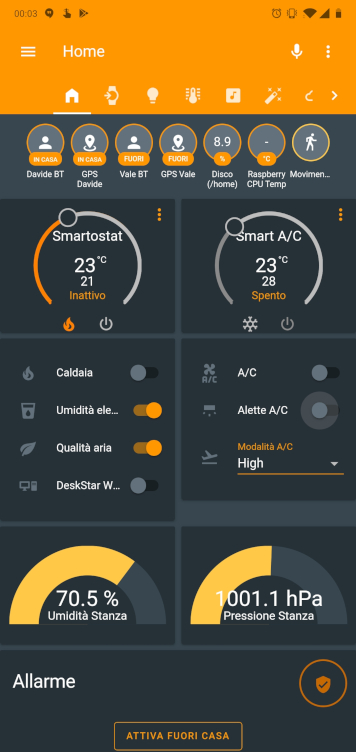 00:03
Home
IN CASA IN CASA FUORI FUORI 8.9 % - °C
Davide BT GPS Davide Vale BT GPS Vale Disco (/home) Raspberry CPU Temp Movimen...
Smartostat
23 °C
21
Inattivo
Smart A/C
23 °C
28
Spento
Caldaia
Umidità ele...
Qualità aria
DeskStar W...
A/C
A/C
Alette A/C
Modalità A/C
High
70.5 %
Umidità Stanza
1001.1 hPa
Pressione Stanza
Allarme
ATTIVA FUORI CASA